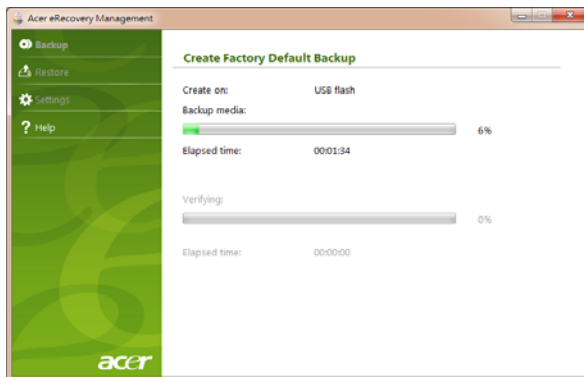 Acer eRecovery Management
Backup
Restore
Settings
Help
Create Factory Default Backup
Create on: USB flash
Backup media:
6%
Elapsed time: 00:01:34
Verifying:
0%
Elapsed time: 00:00:00
acer